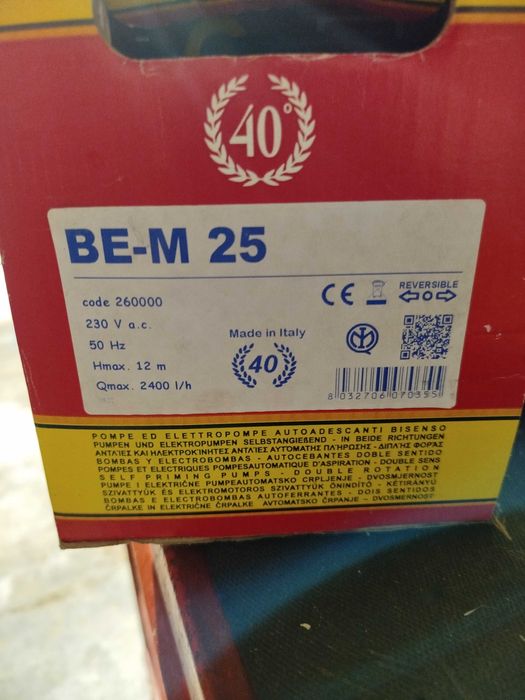 40°
BE-M 25
code 260000
230 V a.c.
50 Hz
Hmax. 12 m
Qmax. 2400 l/h
Made in Italy
40
CE
REVERSIBLE
8 032706 070355
POMPE ED ELETTROPOMPE AUTOADESCANTI BISENSO
PUMPEN UND ELEKTROPUMPEN SELBSTANGIEßEND - IN BEIDE RICHTUNGEN
ΑΝΤΛΙΕΣ ΚΑΙ ΗΛΕΚΤΡΟΚΙΝΗΤΕΣ ΑΝΤΛΙΕΣ ΑΥΤΟΜΑΤΗΣ ΠΛΗΡΩΣΗΣ - ΔΙΠΛΗΣ ΦΟΡΑΣ
BOMBAS Y ELECTROBOMBAS - AUTOCEBANTES DOBLE SENTIDO
POMPES ET ELECTRIQUES POMPESAUTOMATIQUE D'ASPIRATION - DOUBLE SENS
SELF PRIMING PUMPS - DOUBLE ROTATION
PUMPE I ELEKTRIČNE PUMPEAUTOMATSKO CRPLJENJE - DVOSMJERNOST
SZIVATTYÚK ÉS ELEKTROMOTOROS SZIVATTYÚK ÖNINDÍTÓ - KÉTIRÁNYÚ
BOMBAS E ELECTROBOMBAS AUTOFERRANTES - DOIS SENTIDOS
ČRPALKE IN ELEKTRIČNE ČRPALKE AVTOMATSKO ČRPANJE - DVOSMERNOST